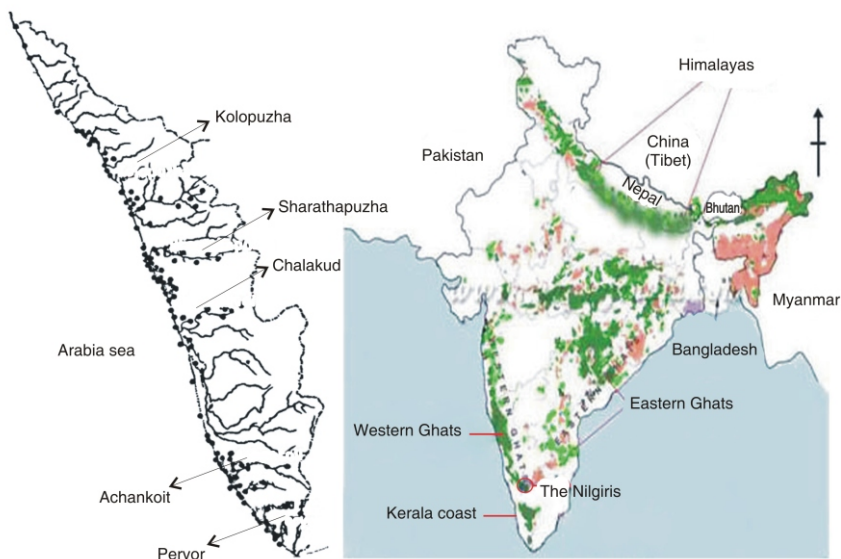 Kolopuzha
Sharathapuzha
Chalakud
Arabia sea
Achankoit
Pervor
Himalayas
China
(Tibet)
Pakistan
Nepal
Bhutan
Myanmar
Bangladesh
Eastern Ghats
Western Ghats
The Nilgiris
Kerala coast